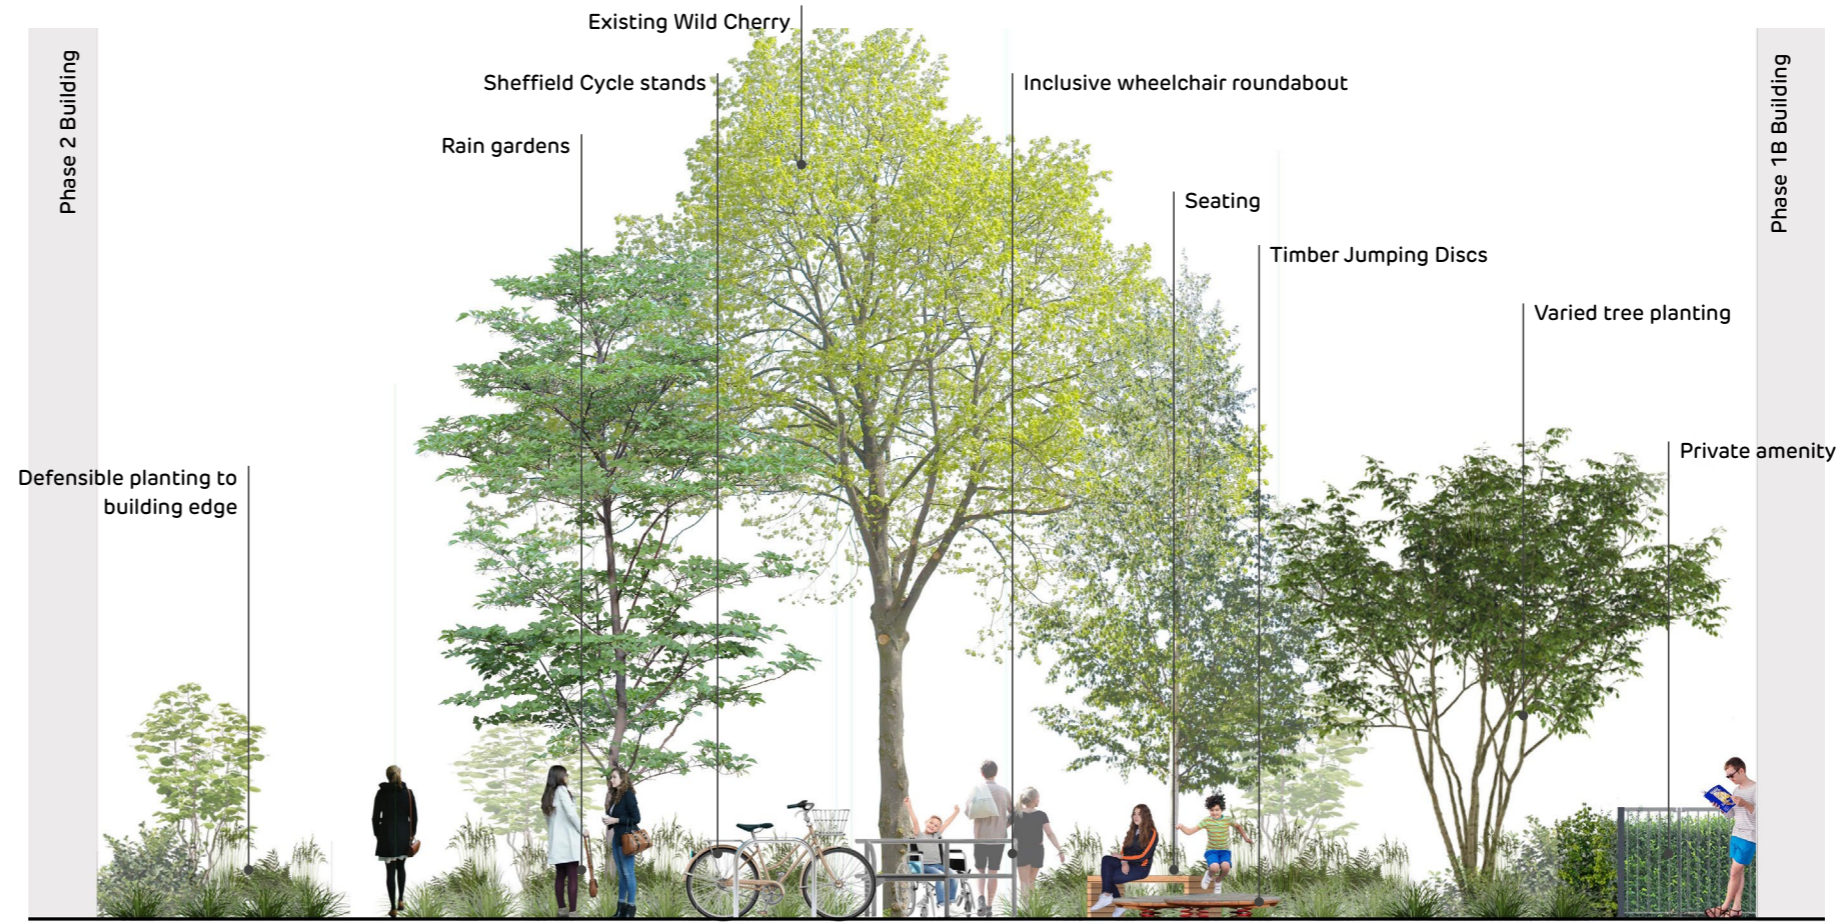 Existing Wild Cherry
Phase 2 Building
Phase 1B Building
Sheffield Cycle stands
Inclusive wheelchair roundabout
Rain gardens
Seating
Timber Jumping Discs
Varied tree planting
Private amenity
Defensible planting to
building edge